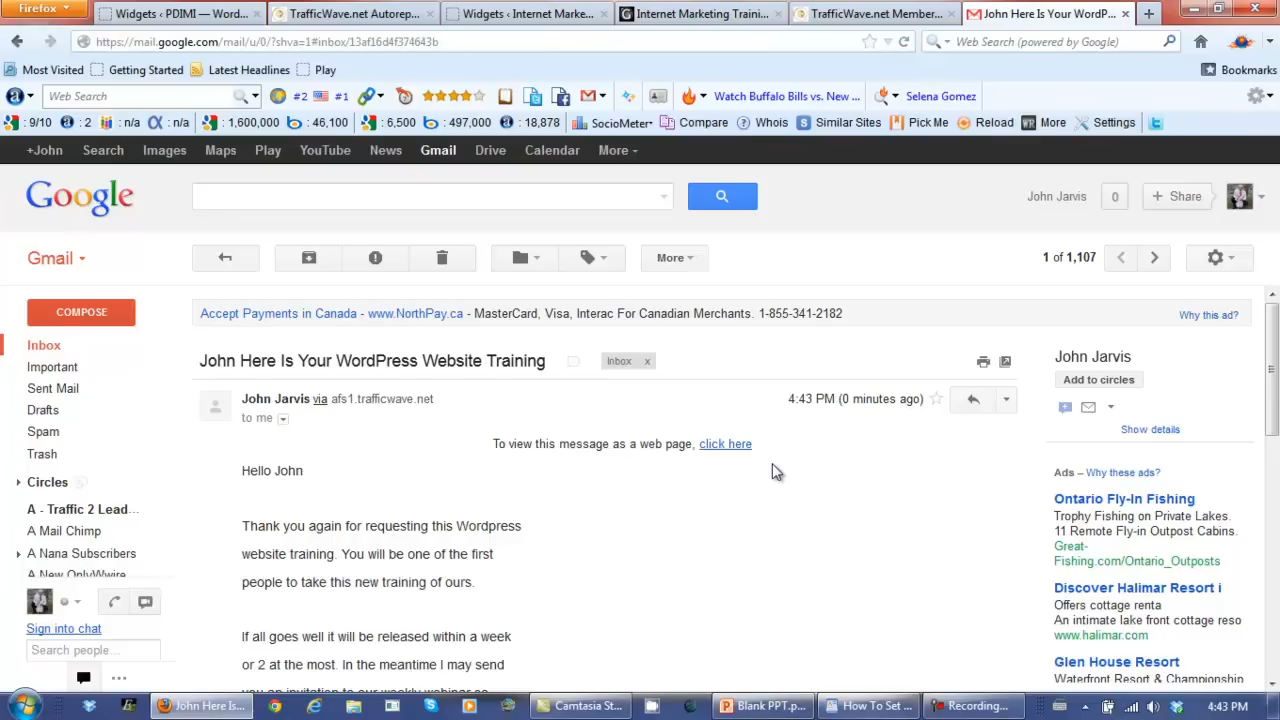 Firefox
Widgets ‹ PDIMI — Word...
TrafficWave.net Autorep...
Widgets ‹ Internet Marke...
Internet Marketing Traini...
TrafficWave.net Member...
John Here Is Your WordP...
https://mail.google.com/mail/u/0/?shva=1#inbox/13af16d4f374643b
Web Search (powered by Google)
Most Visited Getting Started Latest Headlines Play
Bookmarks
Web Search #2 #1 Watch Buffalo Bills vs. New ... Selena Gomez
: 9/10 : 2 : n/a : n/a : 1,600,000 : 46,100 : 6,500 : 497,000 : 18,878 SocioMeter Compare Whois Similar Sites Pick Me Reload More Settings
+John Search Images Maps Play YouTube News Gmail Drive Calendar More
Google
John Jarvis 0 + Share
Gmail
More
1 of 1,107
COMPOSE
Inbox
Important
Sent Mail
Drafts
Spam
Trash
Circles
A - Traffic 2 Lead...
A Mail Chimp
A Nana Subscribers
A New OnlyWwire
Sign into chat
Search people...
Accept Payments in Canada - www.NorthPay.ca - MasterCard, Visa, Interac For Canadian Merchants. 1-855-341-2182
Why this ad?
John Here Is Your WordPress Website Training
Inbox x
John Jarvis via afs1.trafficwave.net
4:43 PM (0 minutes ago)
to me
To view this message as a web page, click here
Hello John
Thank you again for requesting this Wordpress
website training. You will be one of the first
people to take this new training of ours.
If all goes well it will be released within a week
or 2 at the most. In the meantime I may send
you an invitation to our weekly webinar so
John Jarvis
Add to circles
Show details
Ads – Why these ads?
Ontario Fly-In Fishing
Trophy Fishing on Private Lakes.
11 Remote Fly-in Outpost Cabins.
Great-
Fishing.com/Ontario_Outposts
Discover Halimar Resort i
Offers cottage renta
An intimate lake front cottage reso
www.halimar.com
Glen House Resort
Waterfront Resort & Championship
John Here Is...
Camtasia St...
Blank PPT.p...
How To Set ...
Recording...
4:43 PM